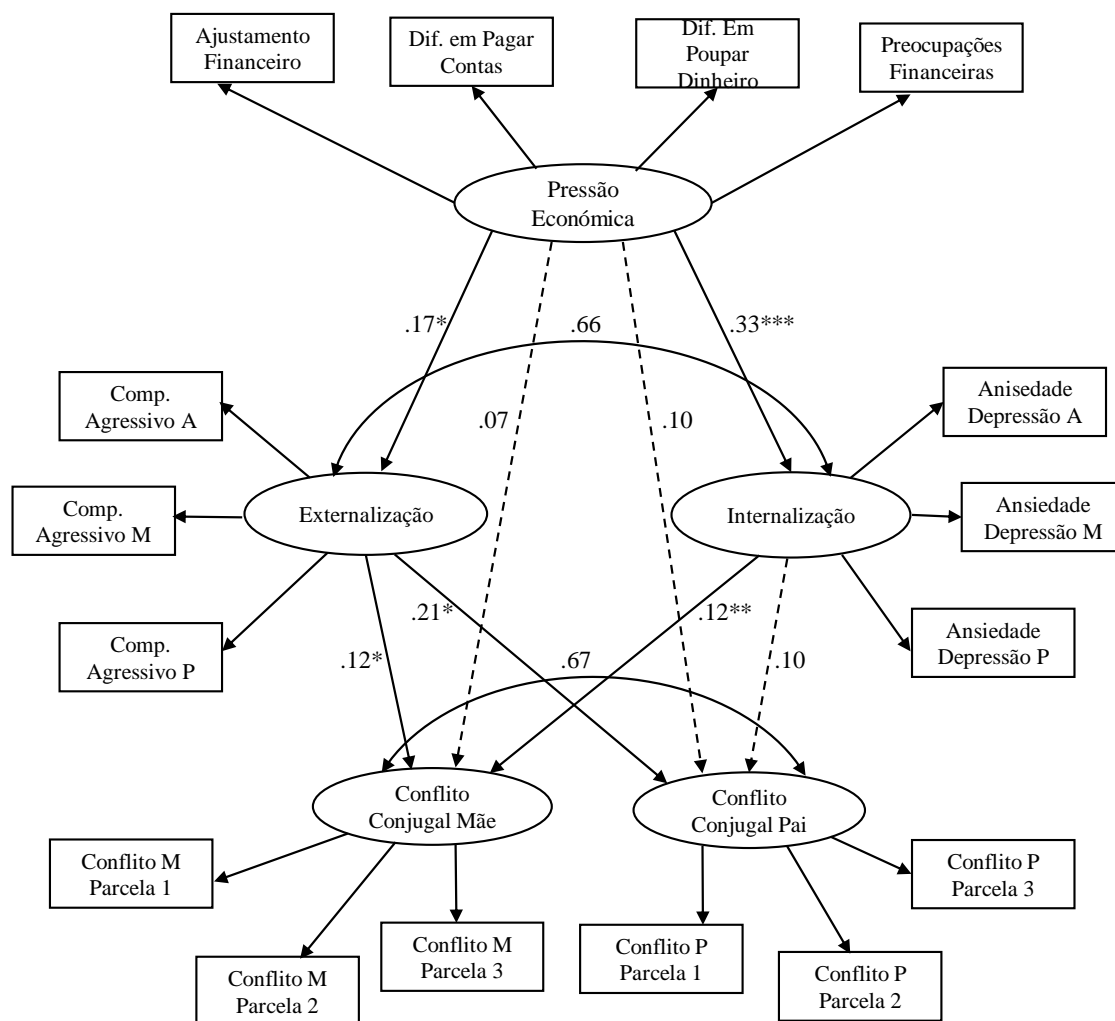 Ajustamento
Financeiro
Dif. em Pagar
Contas
Dif. Em
Poupar
Dinheiro
Preocupações
Financeiras
Pressão
Económica
.17*
.66
.33***
.07
.10
Comp.
Agressivo A
Anisedade
Depressão A
Comp.
Agressivo M
Externalização
Internalização
Ansiedade
Depressão M
Comp.
Agressivo P
Ansiedade
Depressão P
.21*
.12**
.12*
.67
.10
Conflito
Conjugal Mãe
Conflito
Conjugal Pai
Conflito M
Parcela 1
Conflito M
Parcela 2
Conflito M
Parcela 3
Conflito P
Parcela 1
Conflito P
Parcela 2
Conflito P
Parcela 3